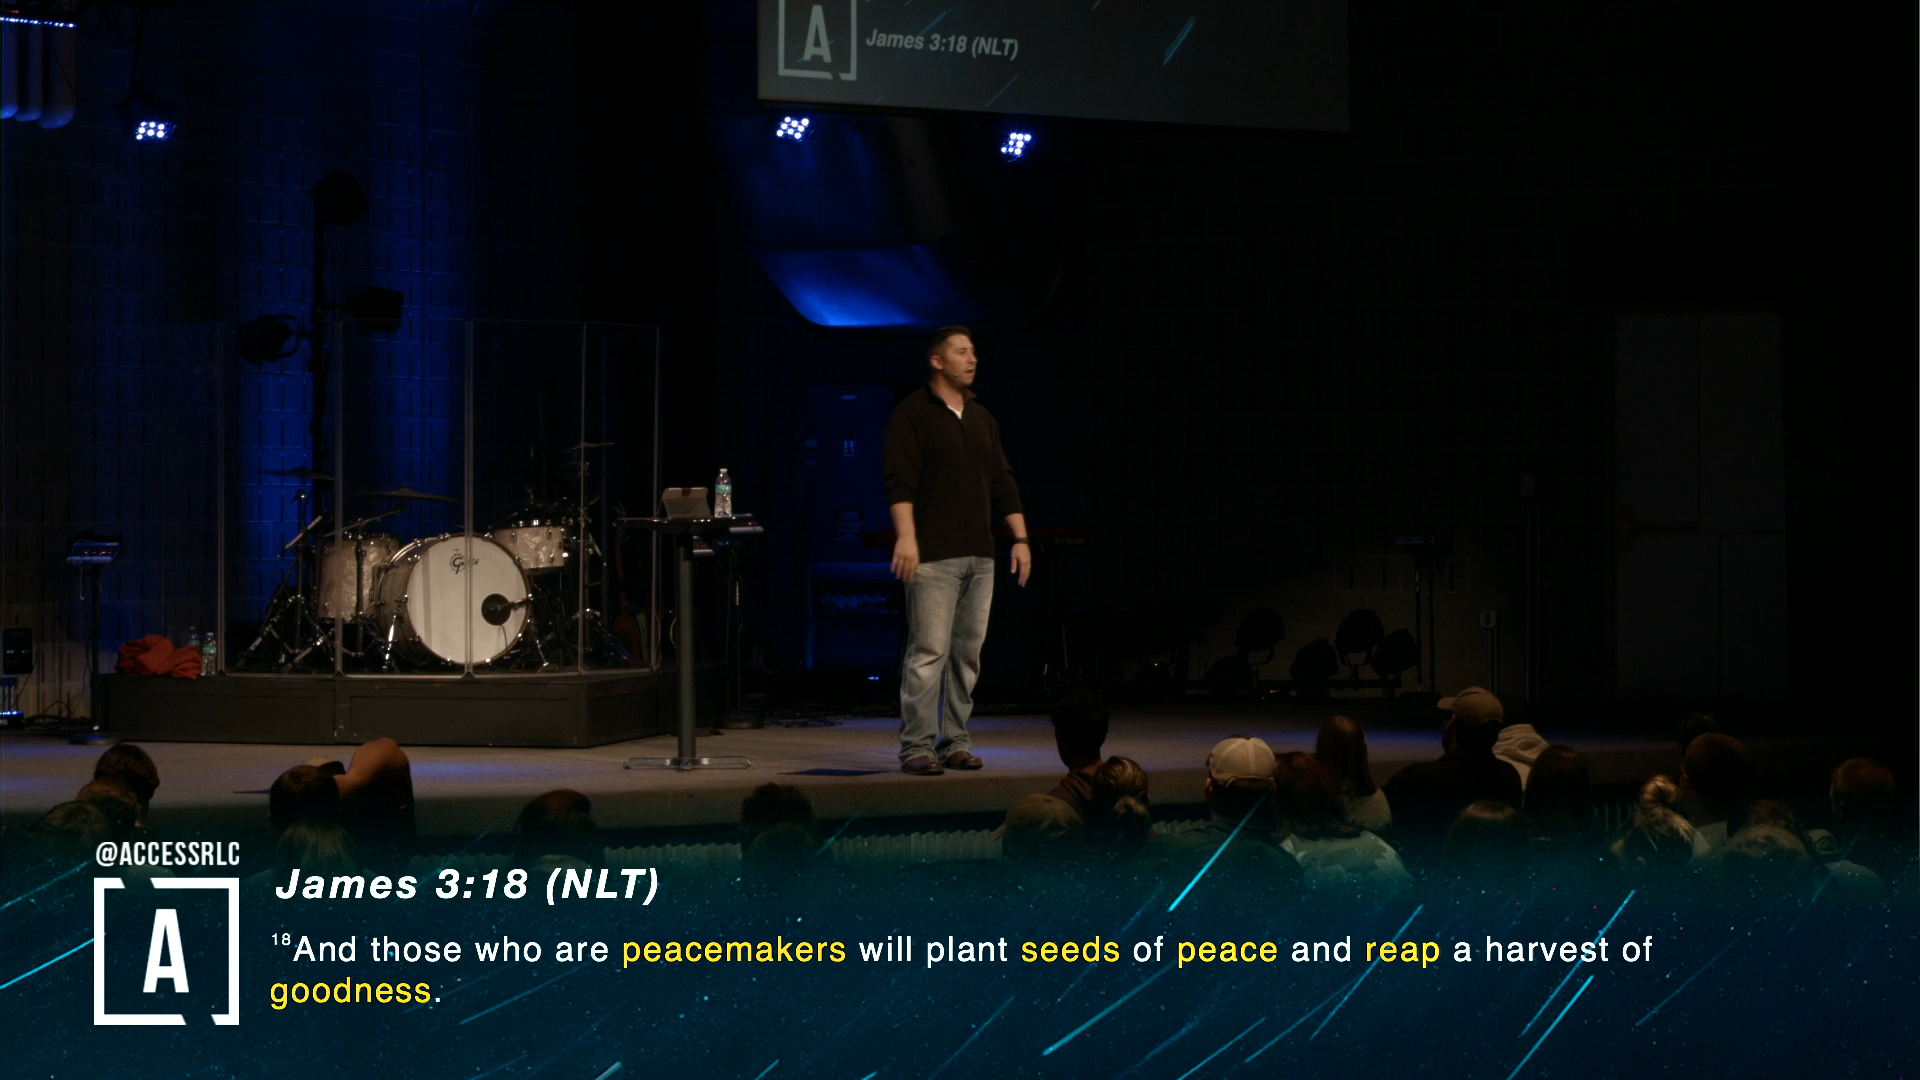 A
James 3:18 (NLT)
Gretsch
@ACCESSRLC
A
James 3:18 (NLT)
18And those who are peacemakers will plant seeds of peace and reap a harvest of
goodness.